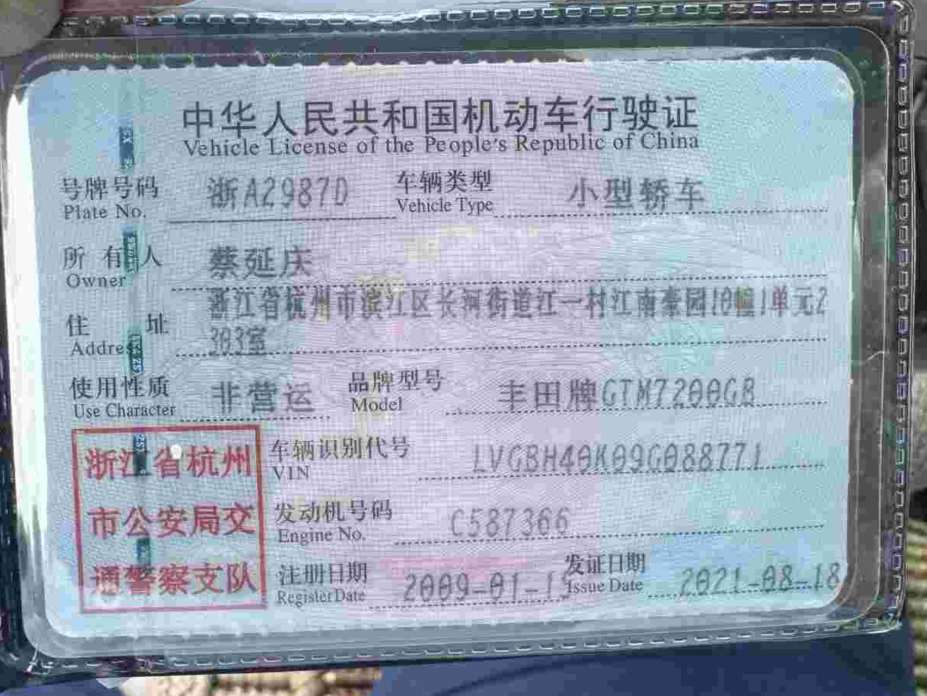 中华人民共和国机动车行驶证
Vehicle License of the People's Republic of China
号牌号码 浙A2987D 车辆类型 小型轿车
Plate No. Vehicle Type
所有人 蔡延庆
Owner
浙江省杭州市滨江区长河街道江一村江南豪园10幢1单元2
住 址 303室
Address
使用性质 非营运 品牌型号 丰田牌GTM7200GB
Use Character Model
浙江省杭州 车辆识别代号 LVGBH40K09G088771
VIN
市公安局交 发动机号码 C587366
Engine No.
通警察支队 注册日期 2009-01- 发证日期 2021-08-18
Register Date Issue Date